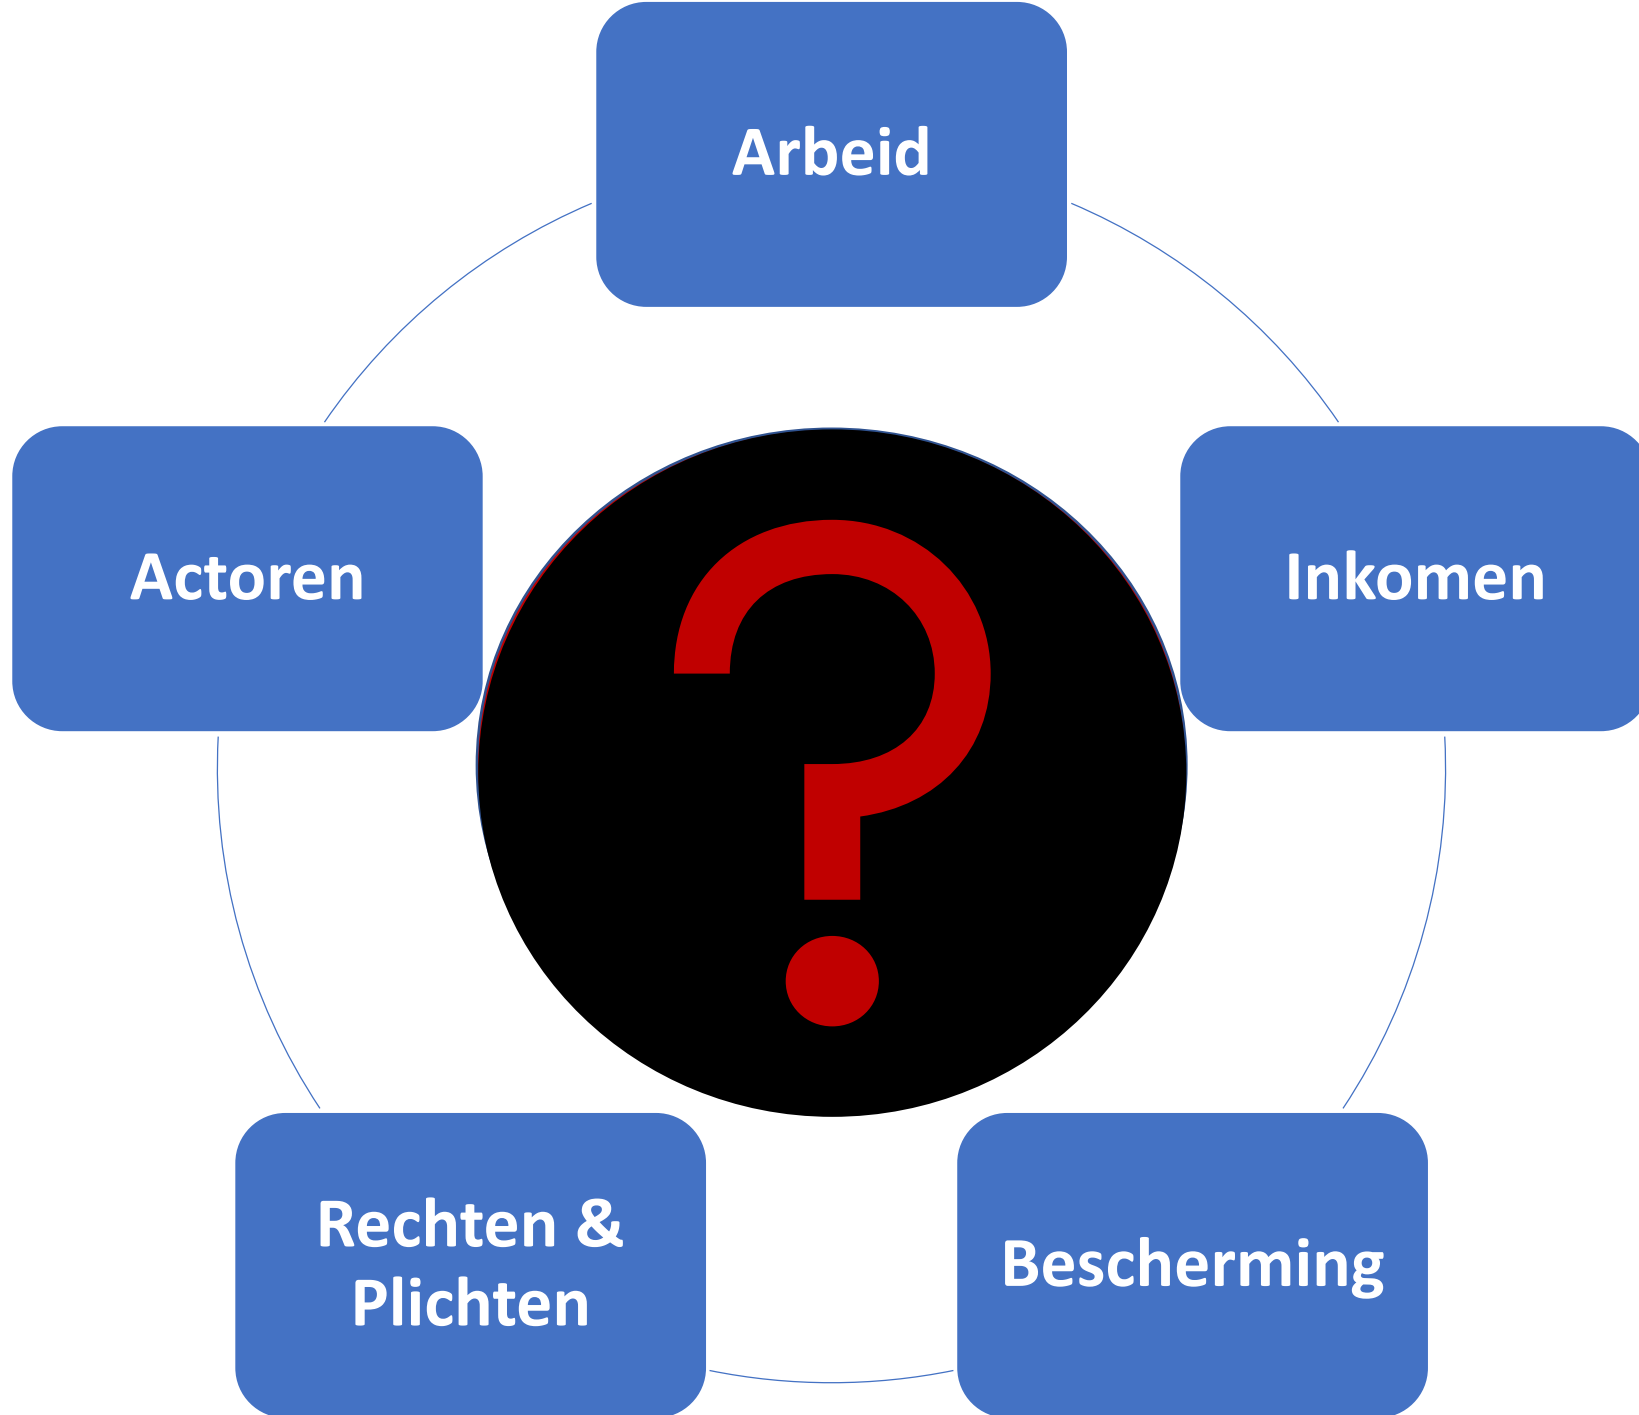 Arbeid
Actoren
Inkomen
?
Rechten &
Plichten
Bescherming